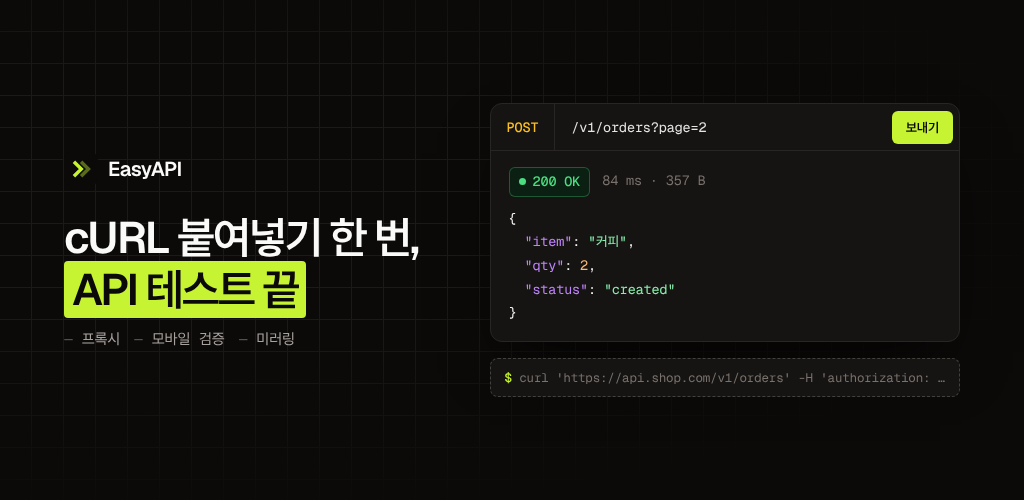 EasyAPI
cURL 붙여넣기 한 번,
API 테스트 끝
— 프록시 — 모바일 검증 — 미러링
POST /v1/orders?page=2 보내기
200 OK 84 ms · 357 B
{
"item": "커피",
"qty": 2,
"status": "created"
}
$ curl 'https://api.shop.com/v1/orders' -H 'authorization: …